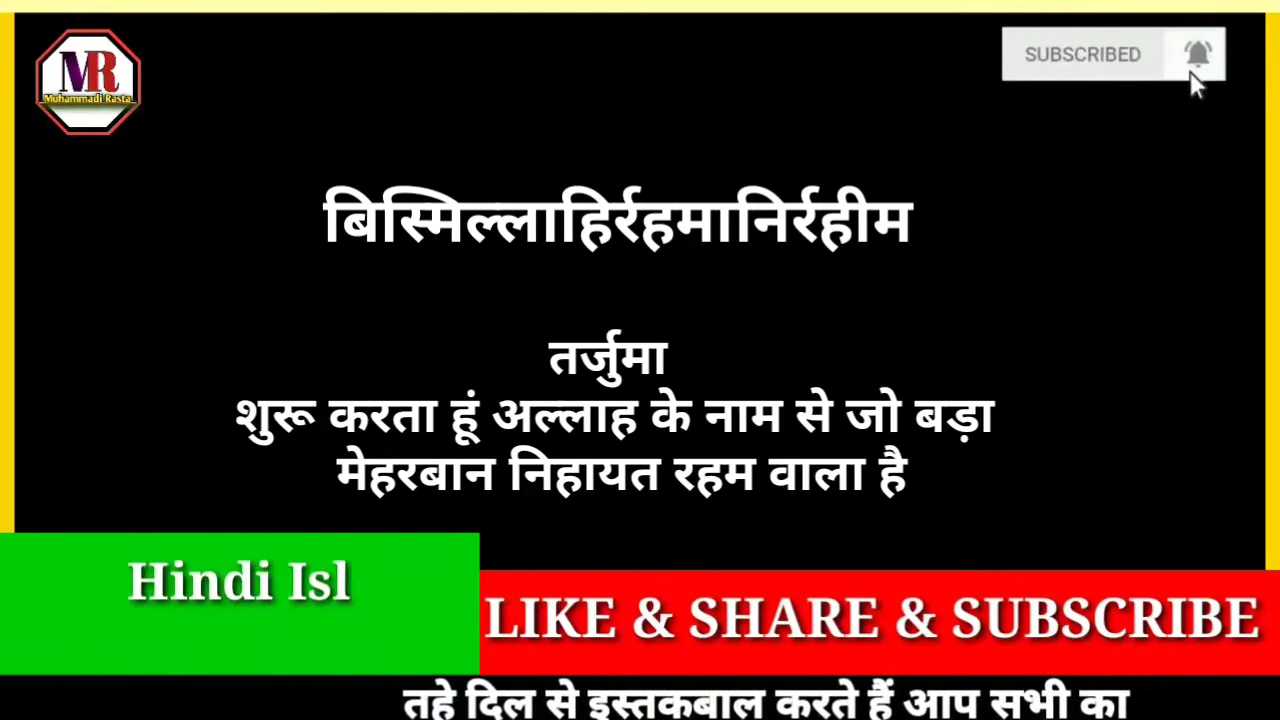 MR
Muhammadi Rasta
SUBSCRIBED
बिस्मिल्लाहिर्रहमानिर्रहीम
तर्जुमा
शुरू करता हूं अल्लाह के नाम से जो बड़ा
मेहरबान निहायत रहम वाला है
Hindi Isl
LIKE & SHARE & SUBSCRIBE
तहे दिल से इस्तकबाल करते हैं आप सभी का